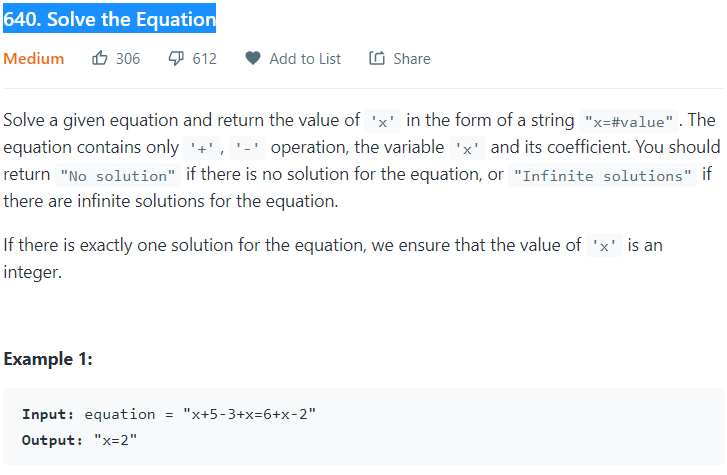 640. Solve the Equation
Medium 306 612 Add to List Share
Solve a given equation and return the value of 'x' in the form of a string "x=#value". The
equation contains only '+', '-' operation, the variable 'x' and its coefficient. You should
return "No solution" if there is no solution for the equation, or "Infinite solutions" if
there are infinite solutions for the equation.
If there is exactly one solution for the equation, we ensure that the value of 'x' is an
integer.
Example 1:
Input: equation = "x+5-3+x=6+x-2"
Output: "x=2"